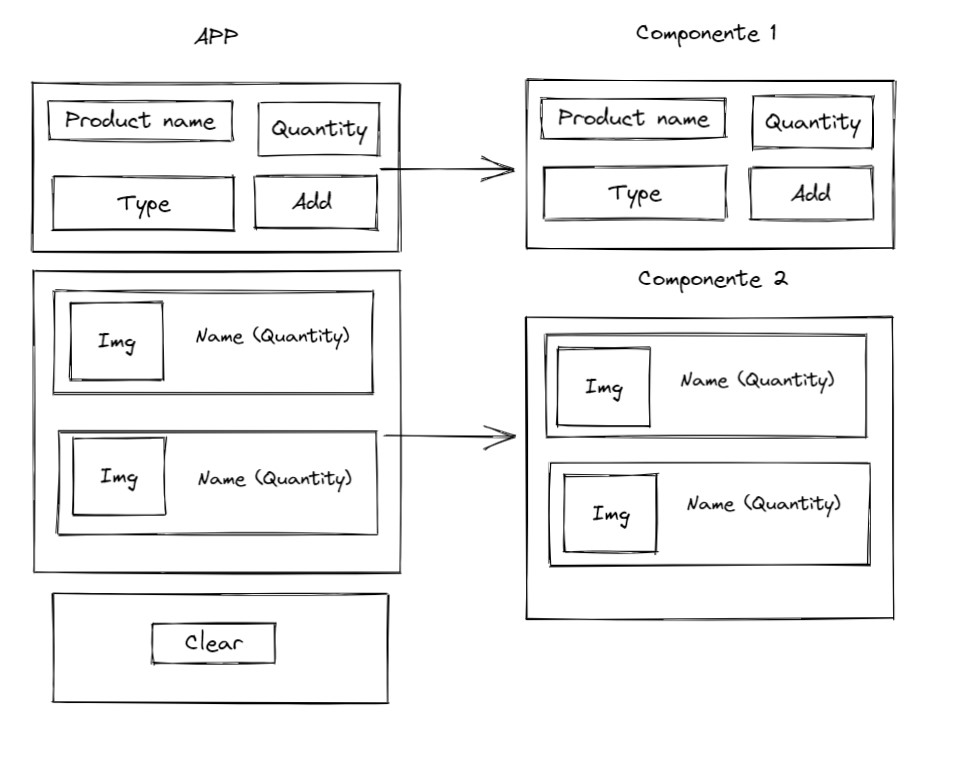 APP
Componente 1
Product name
Quantity
Type
Add
Product name
Quantity
Type
Add
Img
Name (Quantity)
Img
Name (Quantity)
Clear
Componente 2
Img
Name (Quantity)
Img
Name (Quantity)